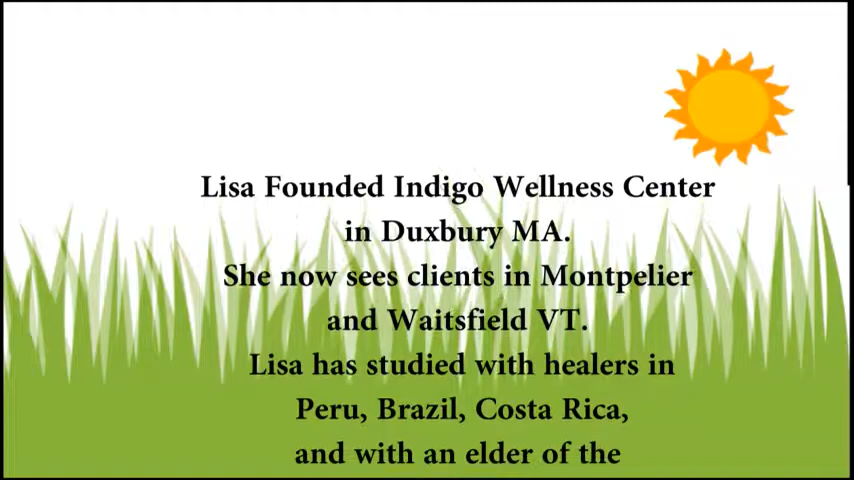 Lisa Founded Indigo Wellness Center
in Duxbury MA.
She now sees clients in Montpelier
and Waitsfield VT.
Lisa has studied with healers in
Peru, Brazil, Costa Rica,
and with an elder of the